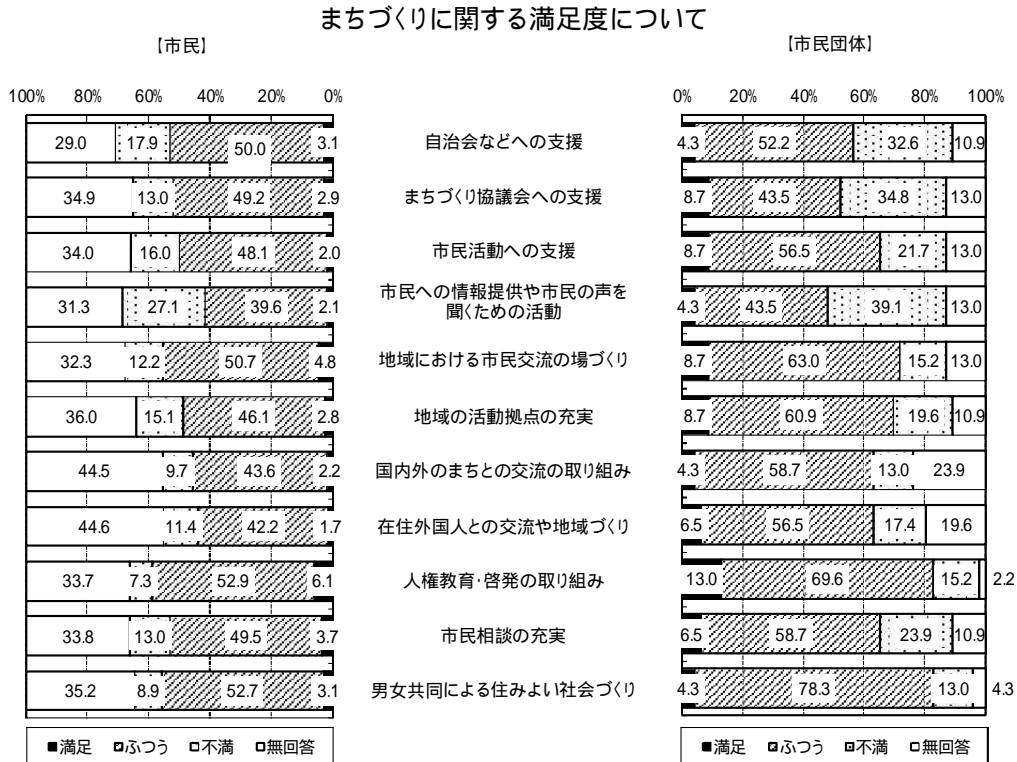 まちづくりに関する満足度について
【市民】
【市民団体】
100% 80% 60% 40% 20% 0%
0% 20% 40% 60% 80% 100%
29.0 17.9 50.0 3.1 自治会などへの支援 4.3 52.2 32.6 10.9
34.9 13.0 49.2 2.9 まちづくり協議会への支援 8.7 43.5 34.8 13.0
34.0 16.0 48.1 2.0 市民活動への支援 8.7 56.5 21.7 13.0
31.3 27.1 39.6 2.1 市民への情報提供や市民の声を 4.3 43.5 39.1 13.0
聞くための活動
32.3 12.2 50.7 4.8 地域における市民交流の場づくり 8.7 63.0 15.2 13.0
36.0 15.1 46.1 2.8 地域の活動拠点の充実 8.7 60.9 19.6 10.9
44.5 9.7 43.6 2.2 国内外のまちとの交流の取り組み 4.3 58.7 13.0 23.9
44.6 11.4 42.2 1.7 在住外国人との交流や地域づくり 6.5 56.5 17.4 19.6
33.7 7.3 52.9 6.1 人権教育・啓発の取り組み 13.0 69.6 15.2 2.2
33.8 13.0 49.5 3.7 市民相談の充実 6.5 58.7 23.9 10.9
35.2 8.9 52.7 3.1 男女共同による住みよい社会づくり 4.3 78.3 13.0 4.3
満足 ふつう 不満 無回答
満足 ふつう 不満 無回答